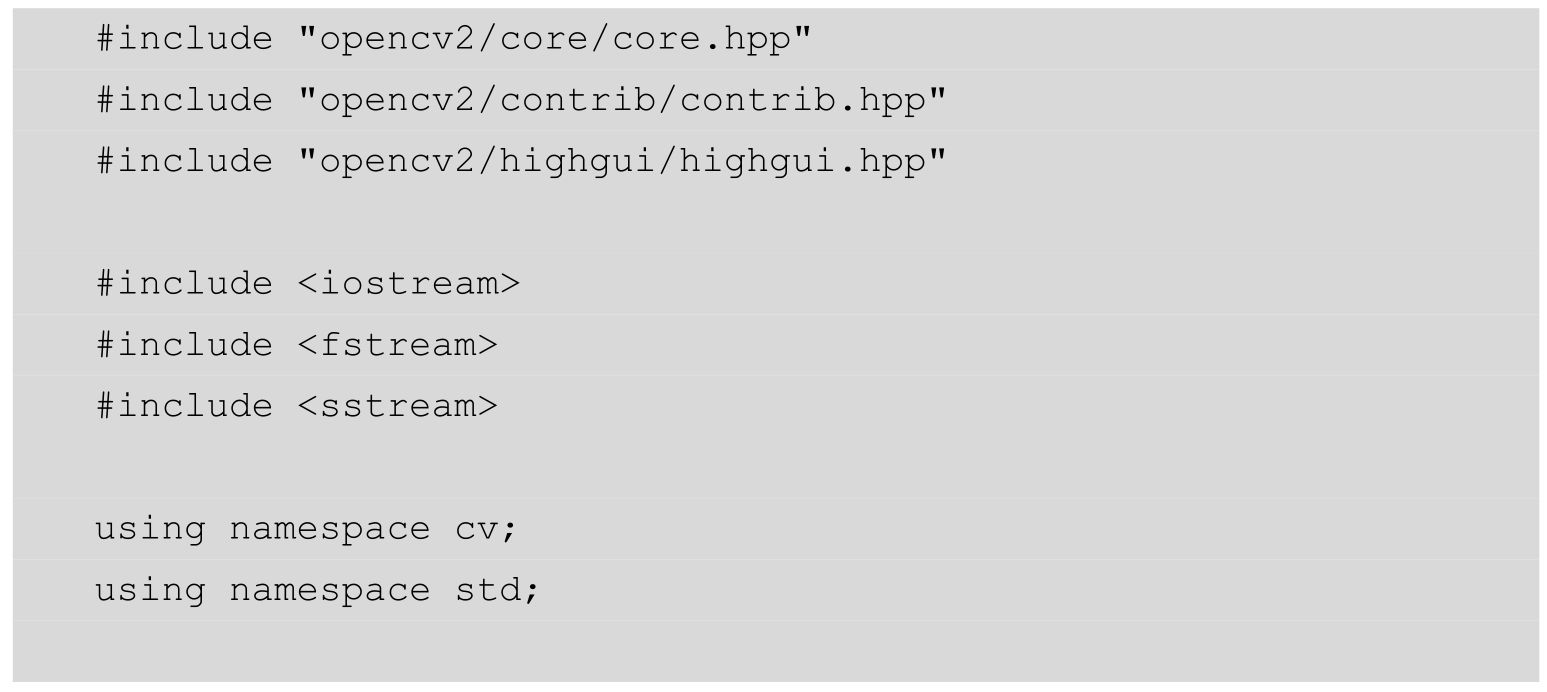 #include "opencv2/core/core.hpp"
#include "opencv2/contrib/contrib.hpp"
#include "opencv2/highgui/highgui.hpp"
#include <iostream>
#include <fstream>
#include <sstream>
using namespace cv;
using namespace std;